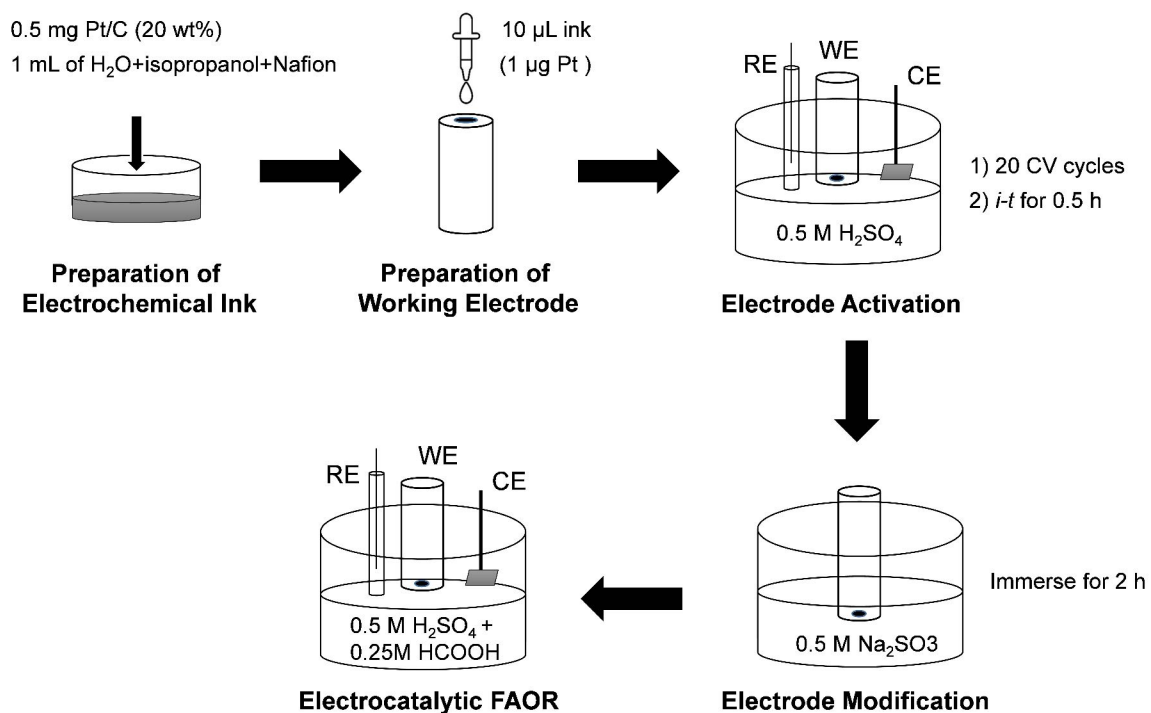 0.5 mg Pt/C (20 wt%)
1 mL of H₂O+isopropanol+Nafion
Preparation of
Electrochemical Ink
10 µL ink
(1 µg Pt )
Preparation of
Working Electrode
RE
WE
CE
0.5 M H₂SO₄
1) 20 CV cycles
2) i-t for 0.5 h
Electrode Activation
Immerse for 2 h
0.5 M Na₂SO3
Electrode Modification
RE
WE
CE
0.5 M H₂SO₄ +
0.25M HCOOH
Electrocatalytic FAOR